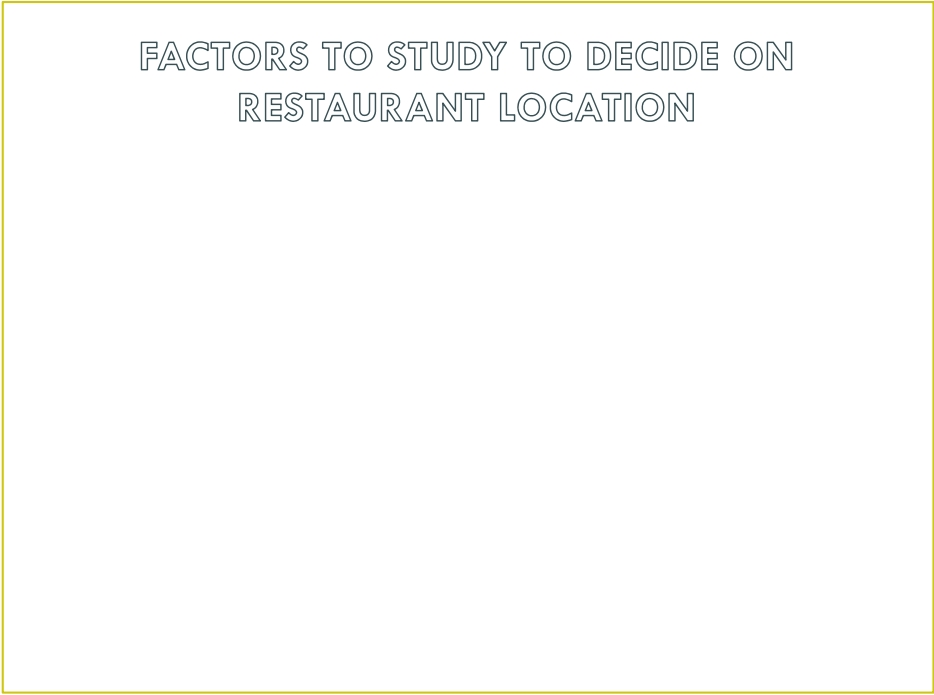 FACTORS TO STUDY TO DECIDE ON
RESTAURANT LOCATION